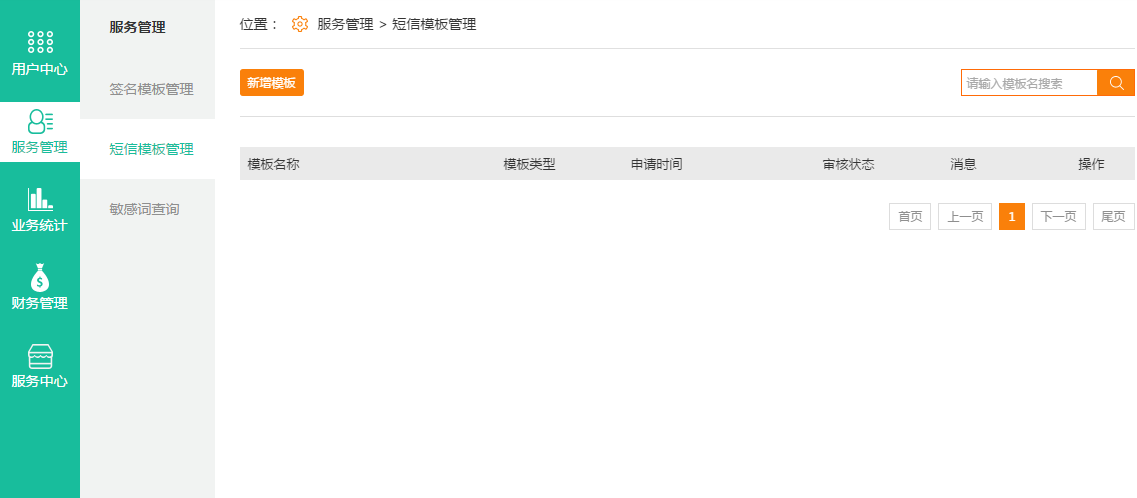 用户中心
服务管理
业务统计
财务管理
服务中心
服务管理
签名模板管理
短信模板管理
敏感词查询
位置： 服务管理 > 短信模板管理
新增模板
请输入模板名搜索
模板名称 模板类型 申请时间 审核状态 消息 操作
首页 上一页 1 下一页 尾页